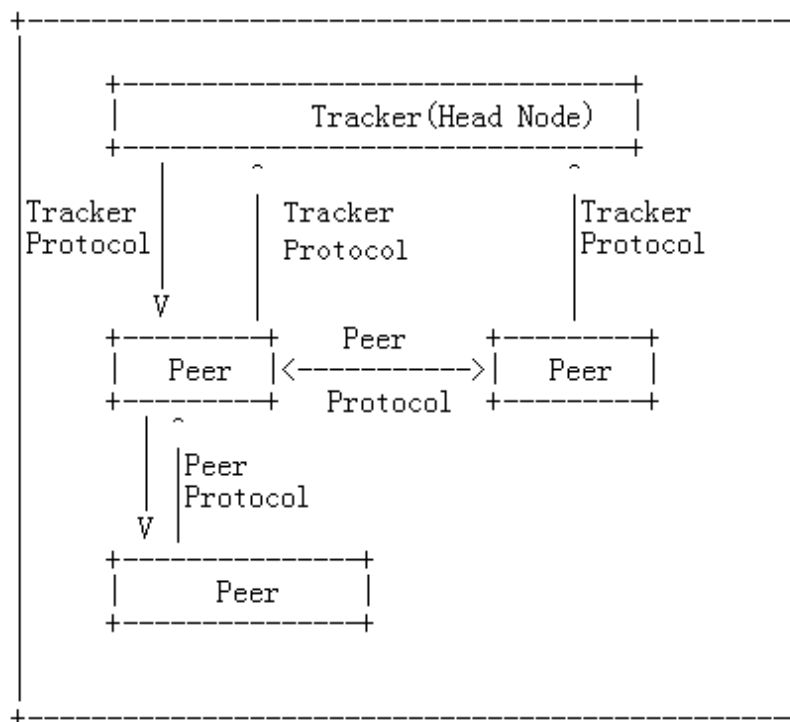 Tracker(Head Node)
Tracker
Protocol
Tracker
Protocol
Tracker
Protocol
Peer
Peer
Protocol
Peer
Peer
Protocol
Peer